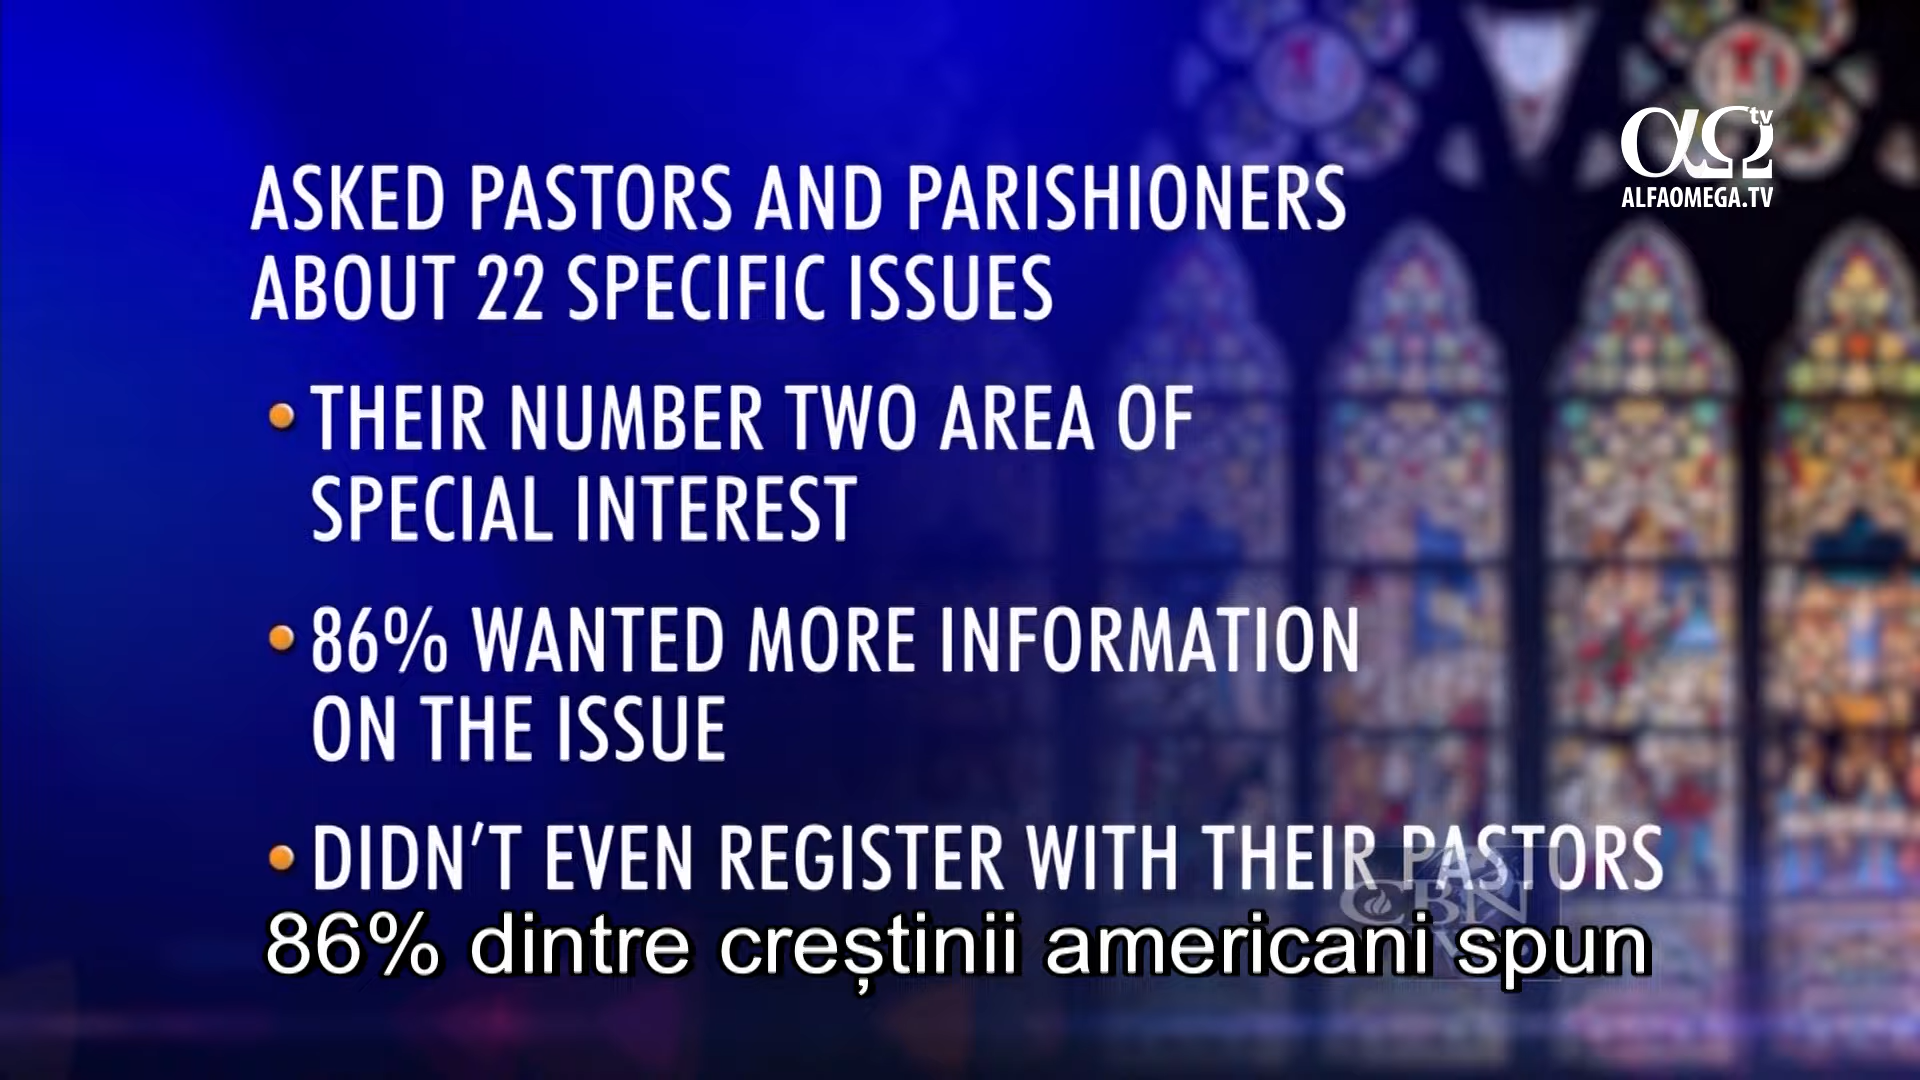 αΩ tv
ALFAOMEGA.TV
ASKED PASTORS AND PARISHIONERS
ABOUT 22 SPECIFIC ISSUES
• THEIR NUMBER TWO AREA OF
SPECIAL INTEREST
• 86% WANTED MORE INFORMATION
ON THE ISSUE
• DIDN'T EVEN REGISTER WITH THEIR PASTORS
CBN
86% dintre creștinii americani spun